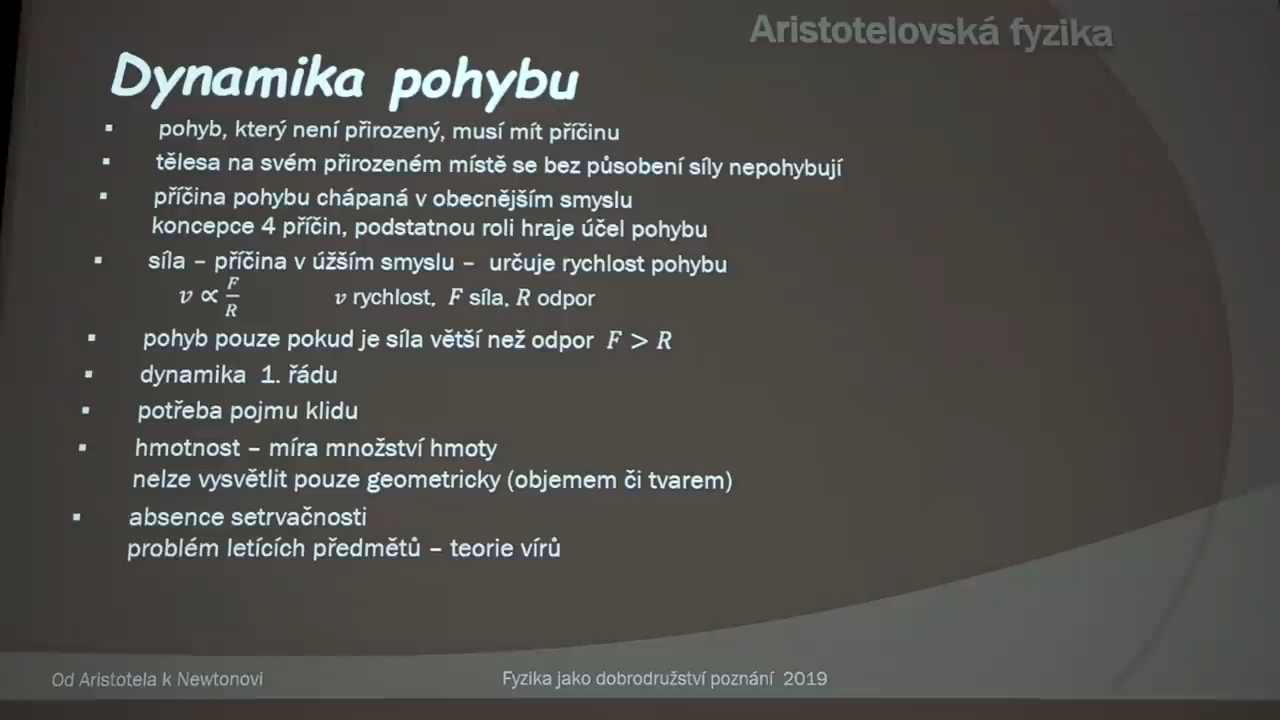 Aristotelovská fyzika
Dynamika pohybu
▪ pohyb, který není přirozený, musí mít příčinu
▪ tělesa na svém přirozeném místě se bez působení síly nepohybují
▪ příčina pohybu chápaná v obecnějším smyslu
koncepce 4 příčin, podstatnou roli hraje účel pohybu
▪ síla – příčina v úžším smyslu – určuje rychlost pohybu
v ∝ F/R v rychlost, F síla, R odpor
▪ pohyb pouze pokud je síla větší než odpor F > R
▪ dynamika 1. řádu
▪ potřeba pojmu klidu
▪ hmotnost – míra množství hmoty
nelze vysvětlit pouze geometricky (objemem či tvarem)
▪ absence setrvačnosti
problém letících předmětů – teorie vírů
Od Aristotela k Newtonovi Fyzika jako dobrodružství poznání 2019